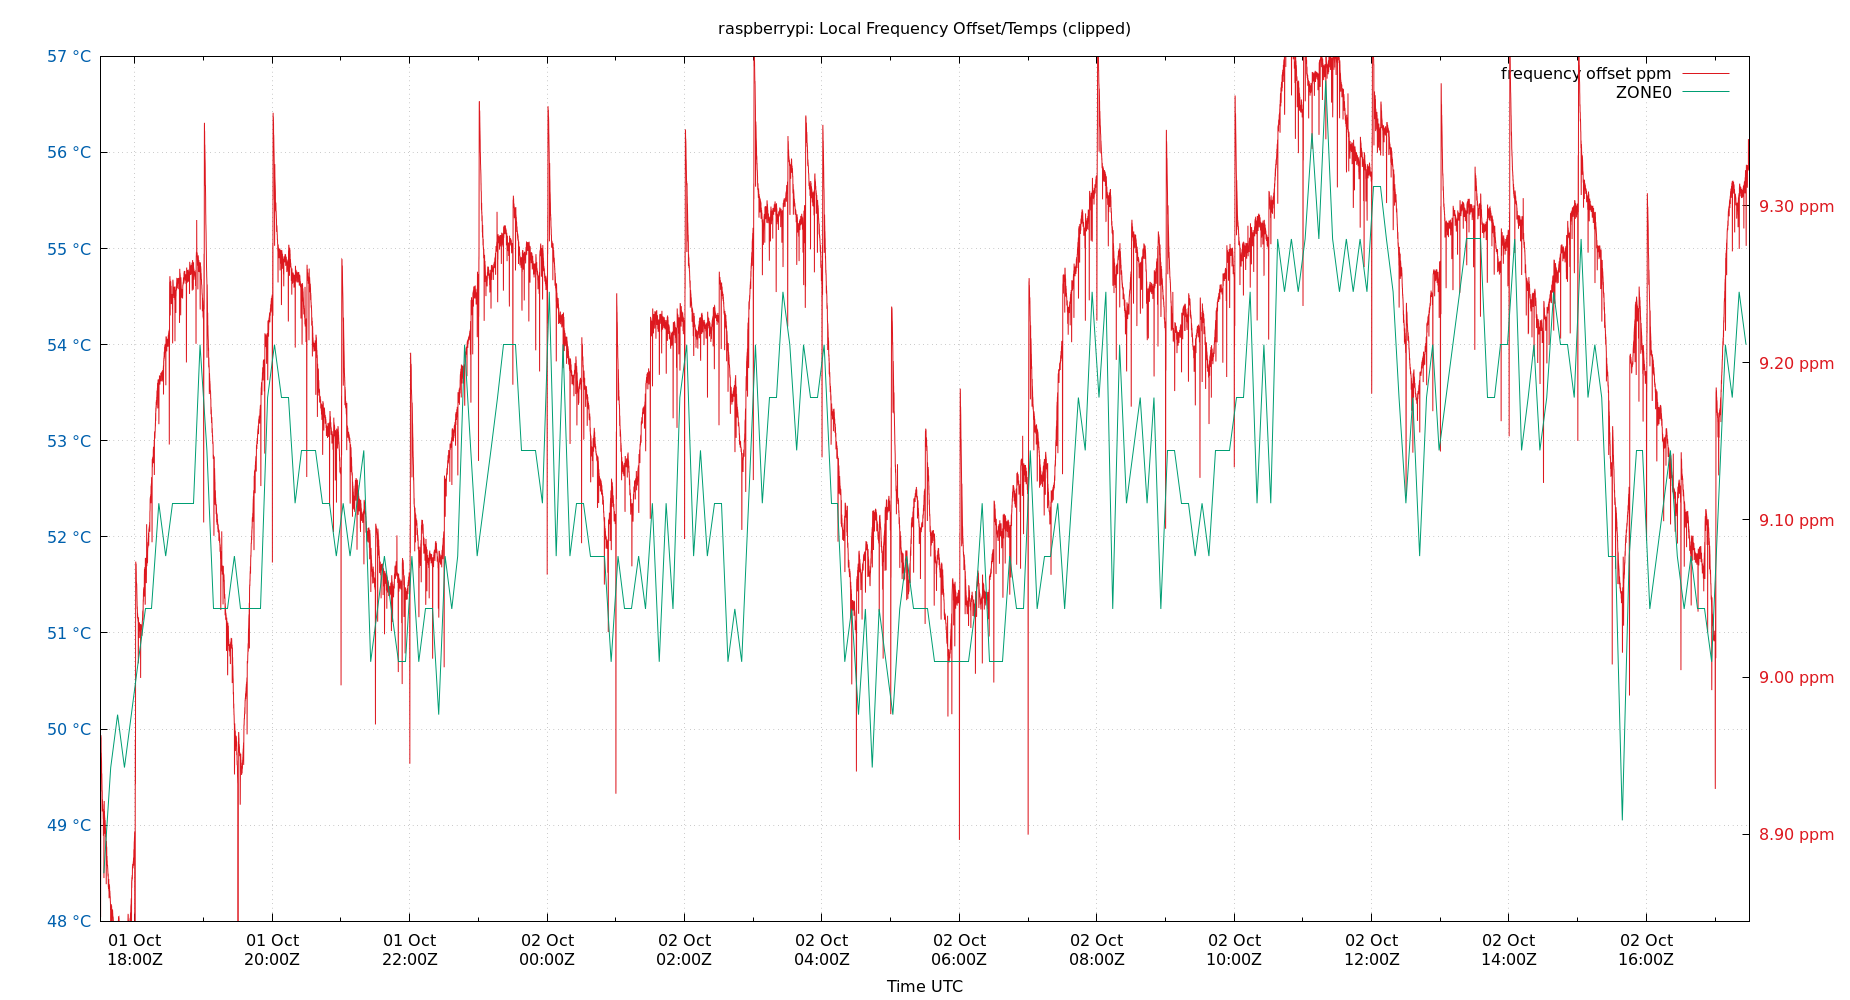 raspberrypi: Local Frequency Offset/Temps (clipped)
57 °C
56 °C
55 °C
54 °C
53 °C
52 °C
51 °C
50 °C
49 °C
48 °C
frequency offset ppm
ZONE0
9.30 ppm
9.20 ppm
9.10 ppm
9.00 ppm
8.90 ppm
01 Oct
18:00Z
01 Oct
20:00Z
01 Oct
22:00Z
02 Oct
00:00Z
02 Oct
02:00Z
02 Oct
04:00Z
02 Oct
06:00Z
02 Oct
08:00Z
02 Oct
10:00Z
02 Oct
12:00Z
02 Oct
14:00Z
02 Oct
16:00Z
Time UTC